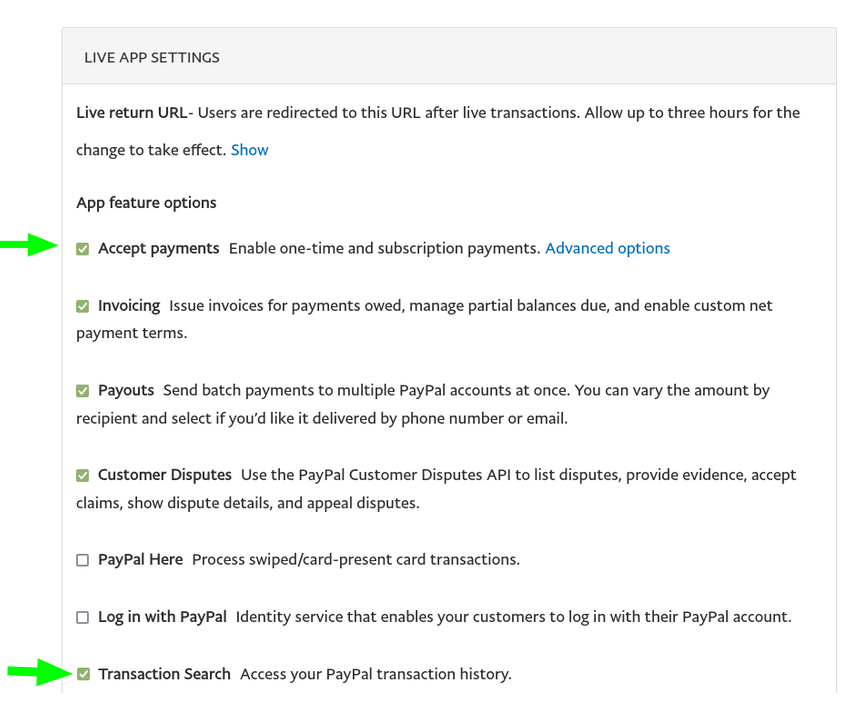 LIVE APP SETTINGS
Live return URL- Users are redirected to this URL after live transactions. Allow up to three hours for the
change to take effect. Show
App feature options
Accept payments Enable one-time and subscription payments. Advanced options
Invoicing Issue invoices for payments owed, manage partial balances due, and enable custom net
payment terms.
Payouts Send batch payments to multiple PayPal accounts at once. You can vary the amount by
recipient and select if you’d like it delivered by phone number or email.
Customer Disputes Use the PayPal Customer Disputes API to list disputes, provide evidence, accept
claims, show dispute details, and appeal disputes.
PayPal Here Process swiped/card-present card transactions.
Log in with PayPal Identity service that enables your customers to log in with their PayPal account.
Transaction Search Access your PayPal transaction history.